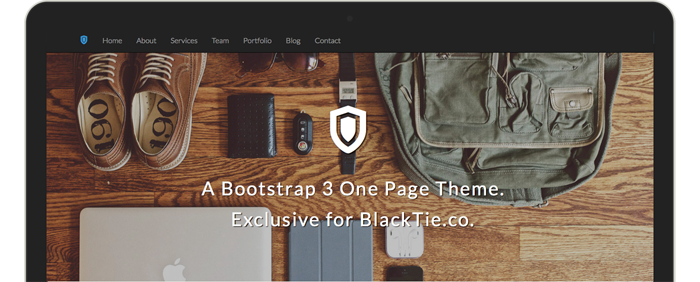 Home About Services Team Portfolio Blog Contact
A Bootstrap 3 One Page Theme.
Exclusive for BlackTie.co.